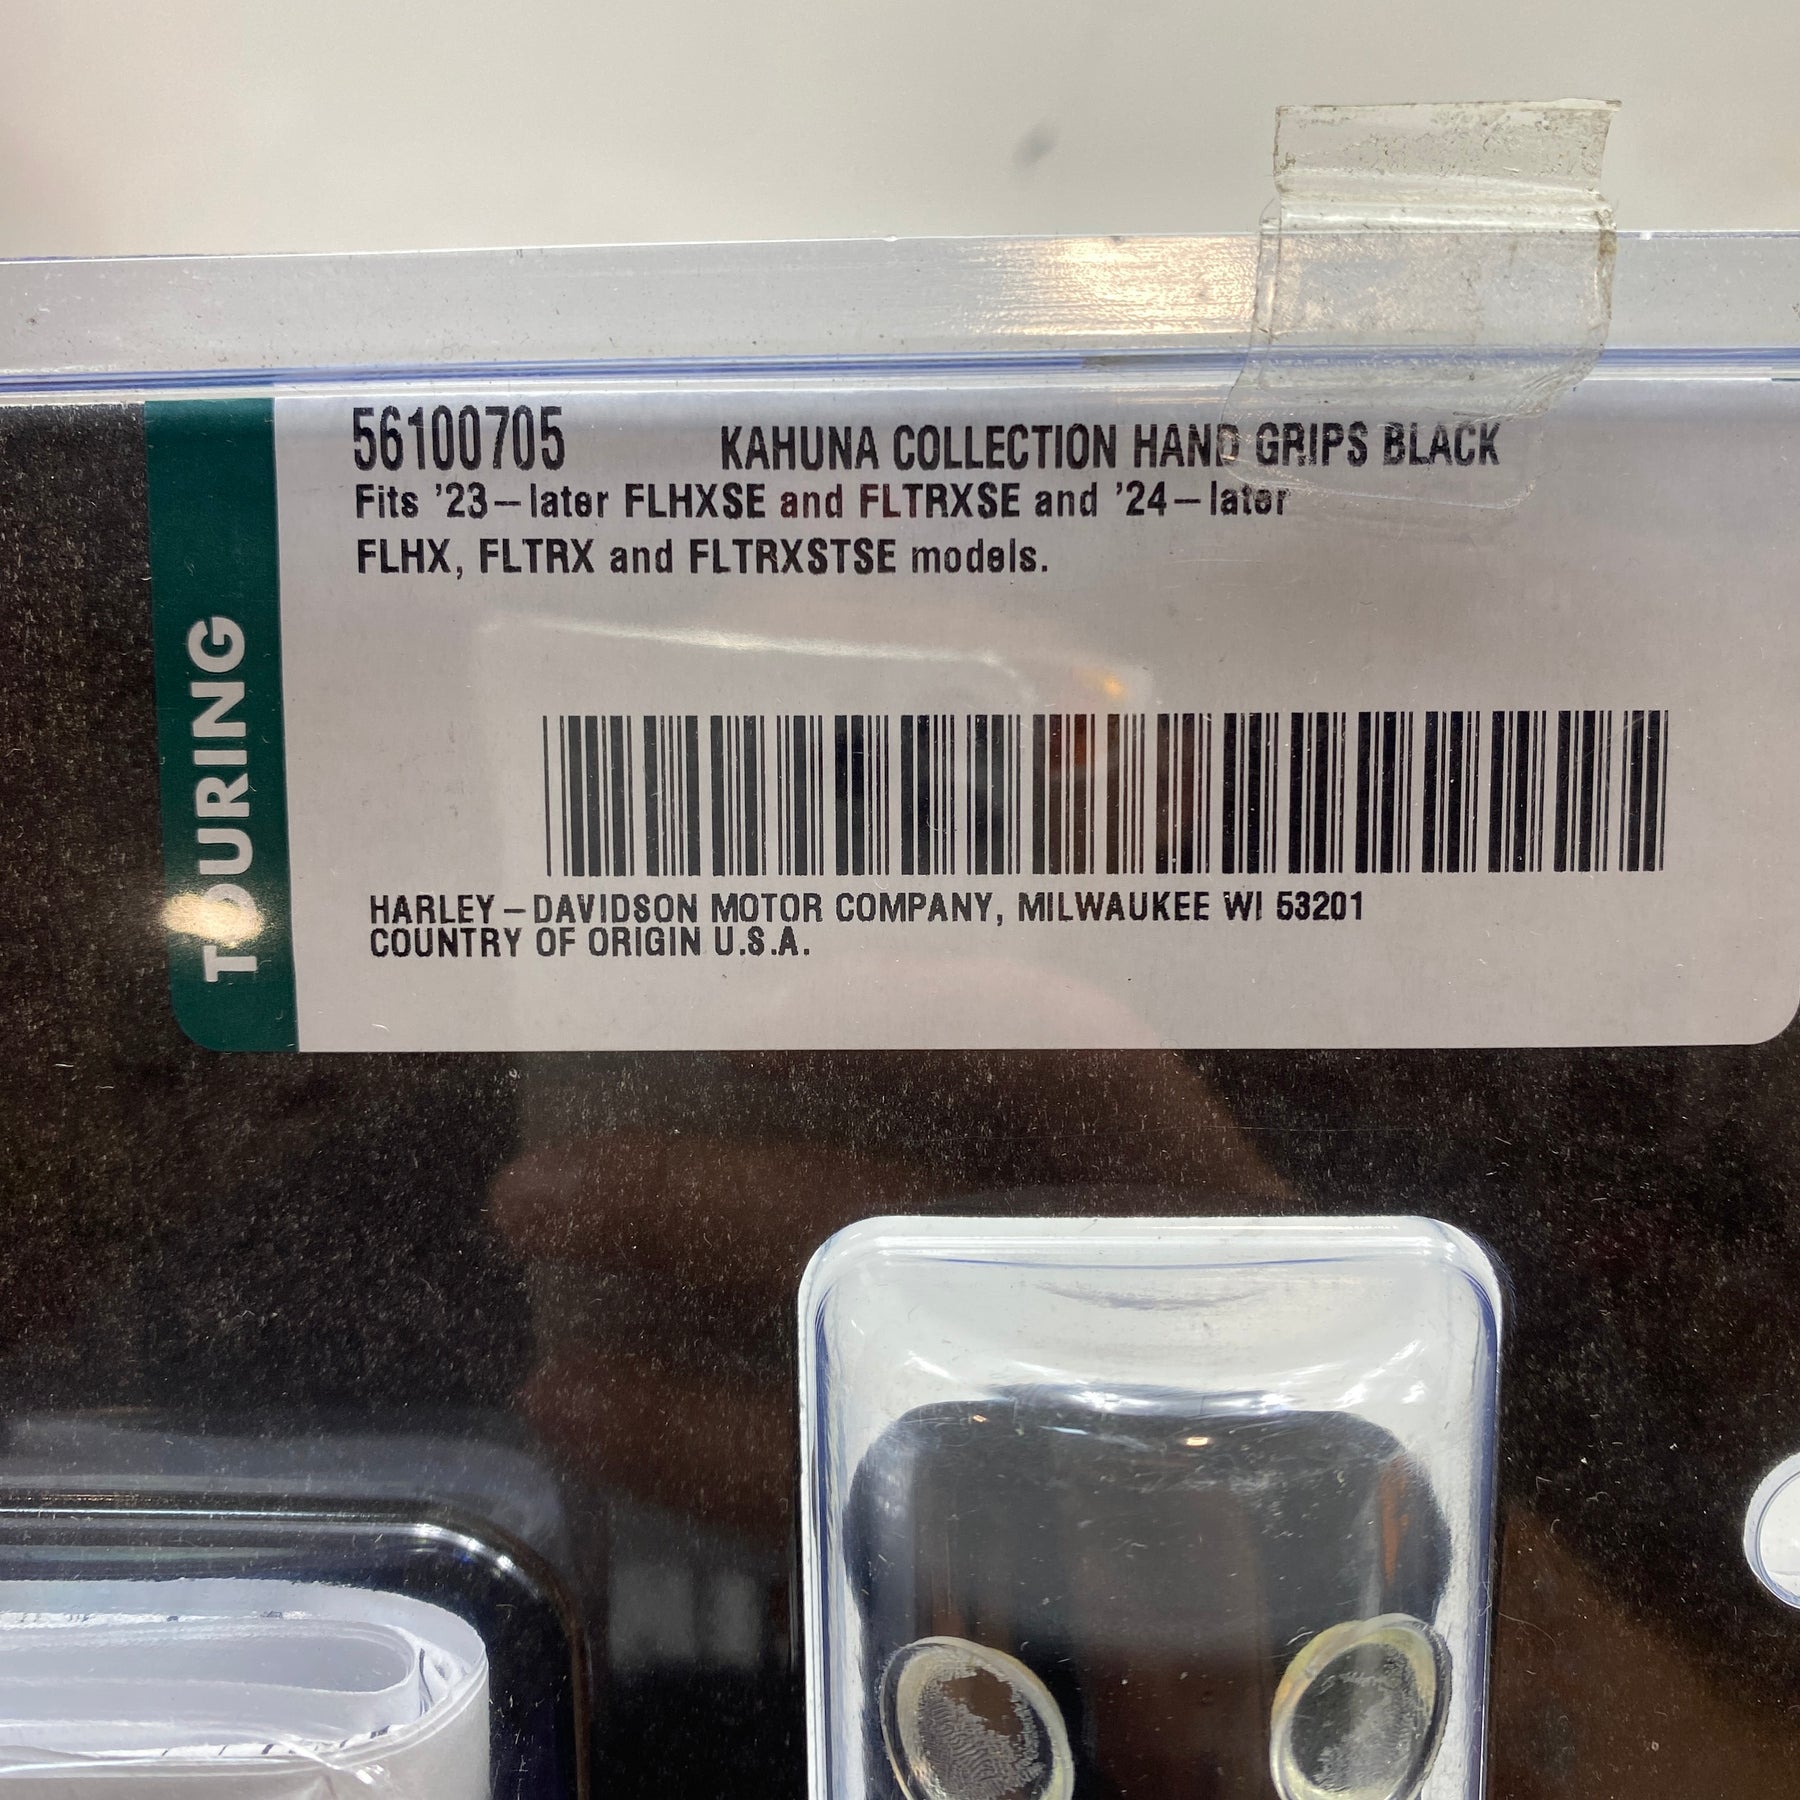 56100705 KAHUNA COLLECTION HAND GRIPS BLACK
Fits '23-later FLHXSE and FLTRXSE and '24-later
FLHX, FLTRX and FLTRXSTSE models.
TOURING
HARLEY-DAVIDSON MOTOR COMPANY, MILWAUKEE WI 53201
COUNTRY OF ORIGIN U.S.A.